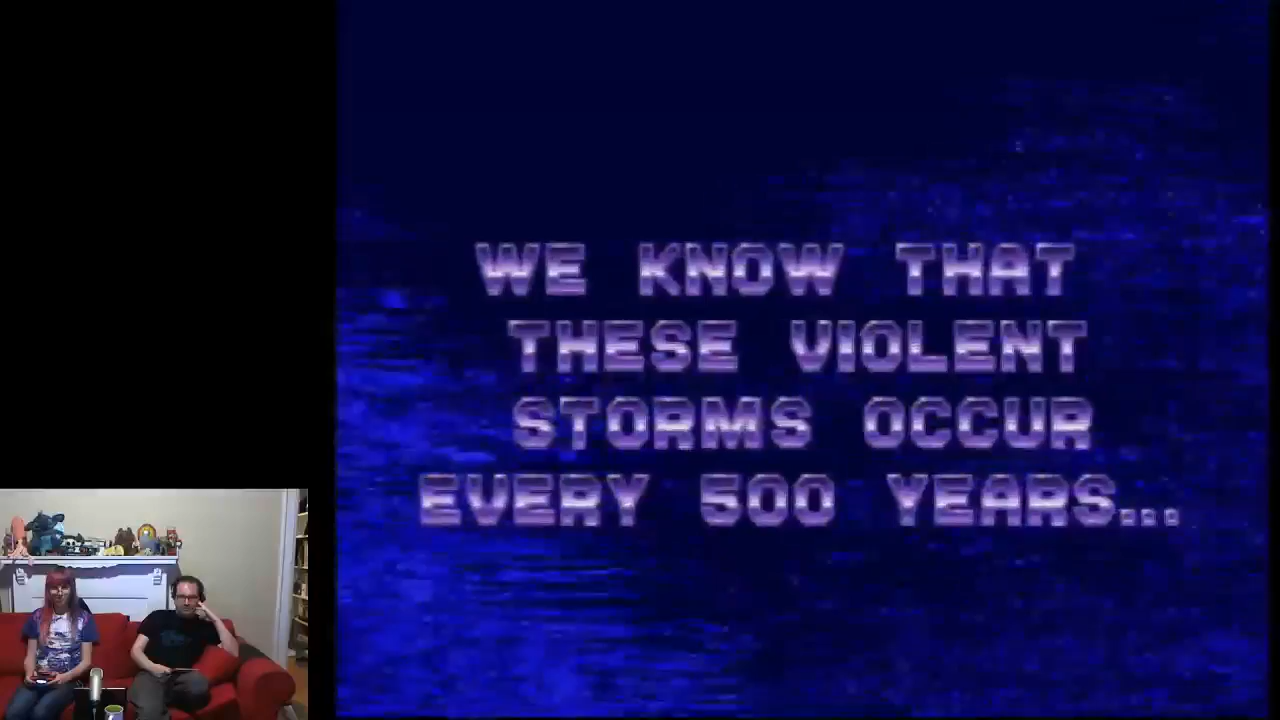 WE KNOW THAT
THESE VIOLENT
STORMS OCCUR
EVERY 500 YEARS...